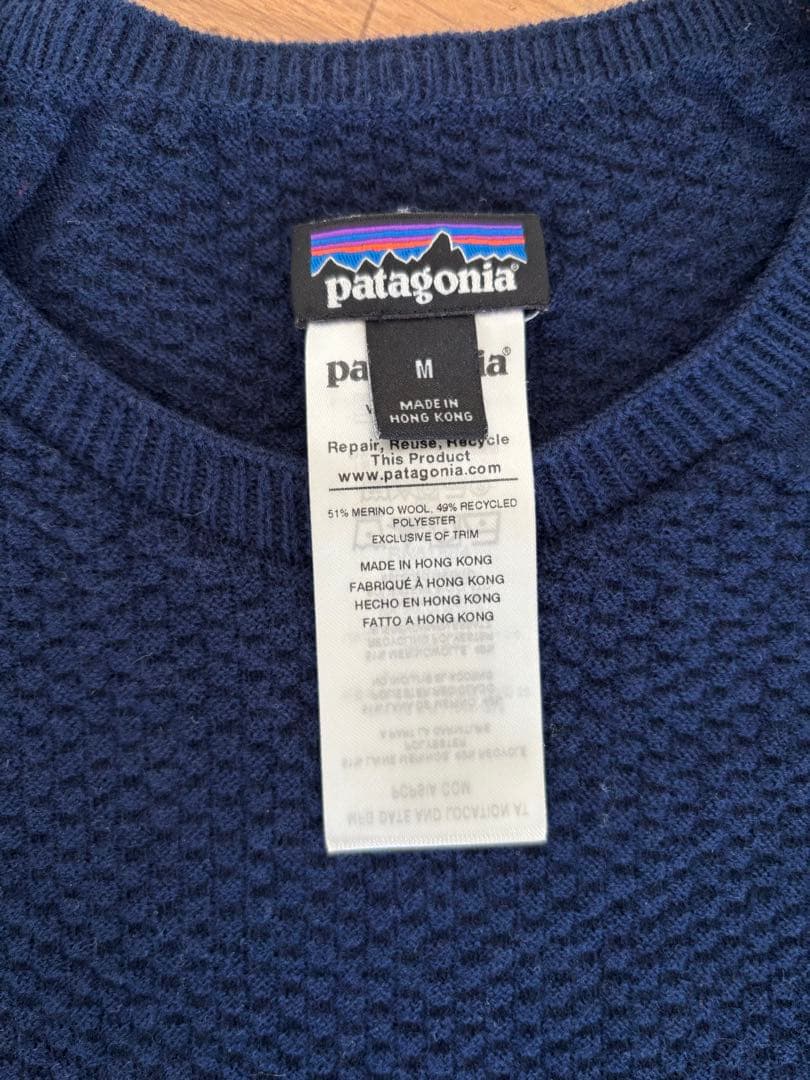 patagonia®
M
MADE IN
HONG KONG
Repair, Reuse, Recycle
This Product
www.patagonia.com
51% MERINO WOOL, 49% RECYCLED
POLYESTER
EXCLUSIVE OF TRIM
MADE IN HONG KONG
FABRIQUÉ À HONG KONG
HECHO EN HONG KONG
FATTO A HONG KONG